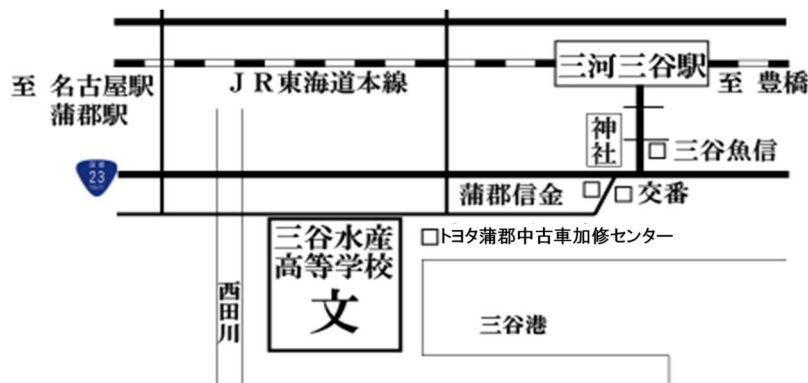 三河三谷駅
JR東海道本線
至 名古屋駅
蒲郡駅
至 豊橋
神社
三谷魚信
国道
23
蒲郡信金
交番
三谷水産
高等学校
文
トヨタ蒲郡中古車加修センター
西田川
三谷港